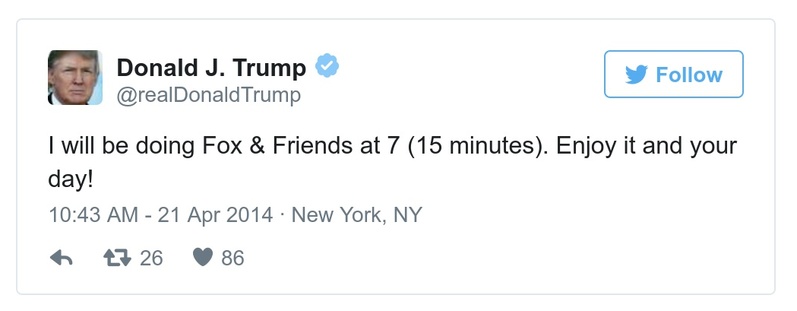 Donald J. Trump
@realDonaldTrump
Follow
I will be doing Fox & Friends at 7 (15 minutes). Enjoy it and your
day!
10:43 AM - 21 Apr 2014 · New York, NY
26 86